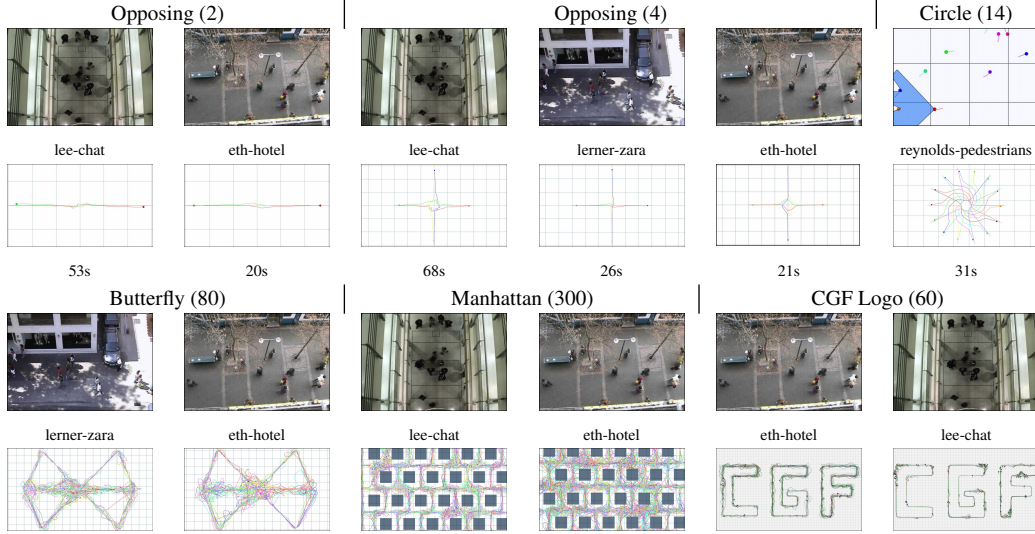 Opposing (2) Opposing (4) Circle (14)
lee-chat eth-hotel lee-chat lerner-zara eth-hotel reynolds-pedestrians
53s 20s 68s 26s 21s 31s
Butterfly (80) Manhattan (300) CGF Logo (60)
lerner-zara eth-hotel lee-chat eth-hotel eth-hotel lee-chat
CGF CGF